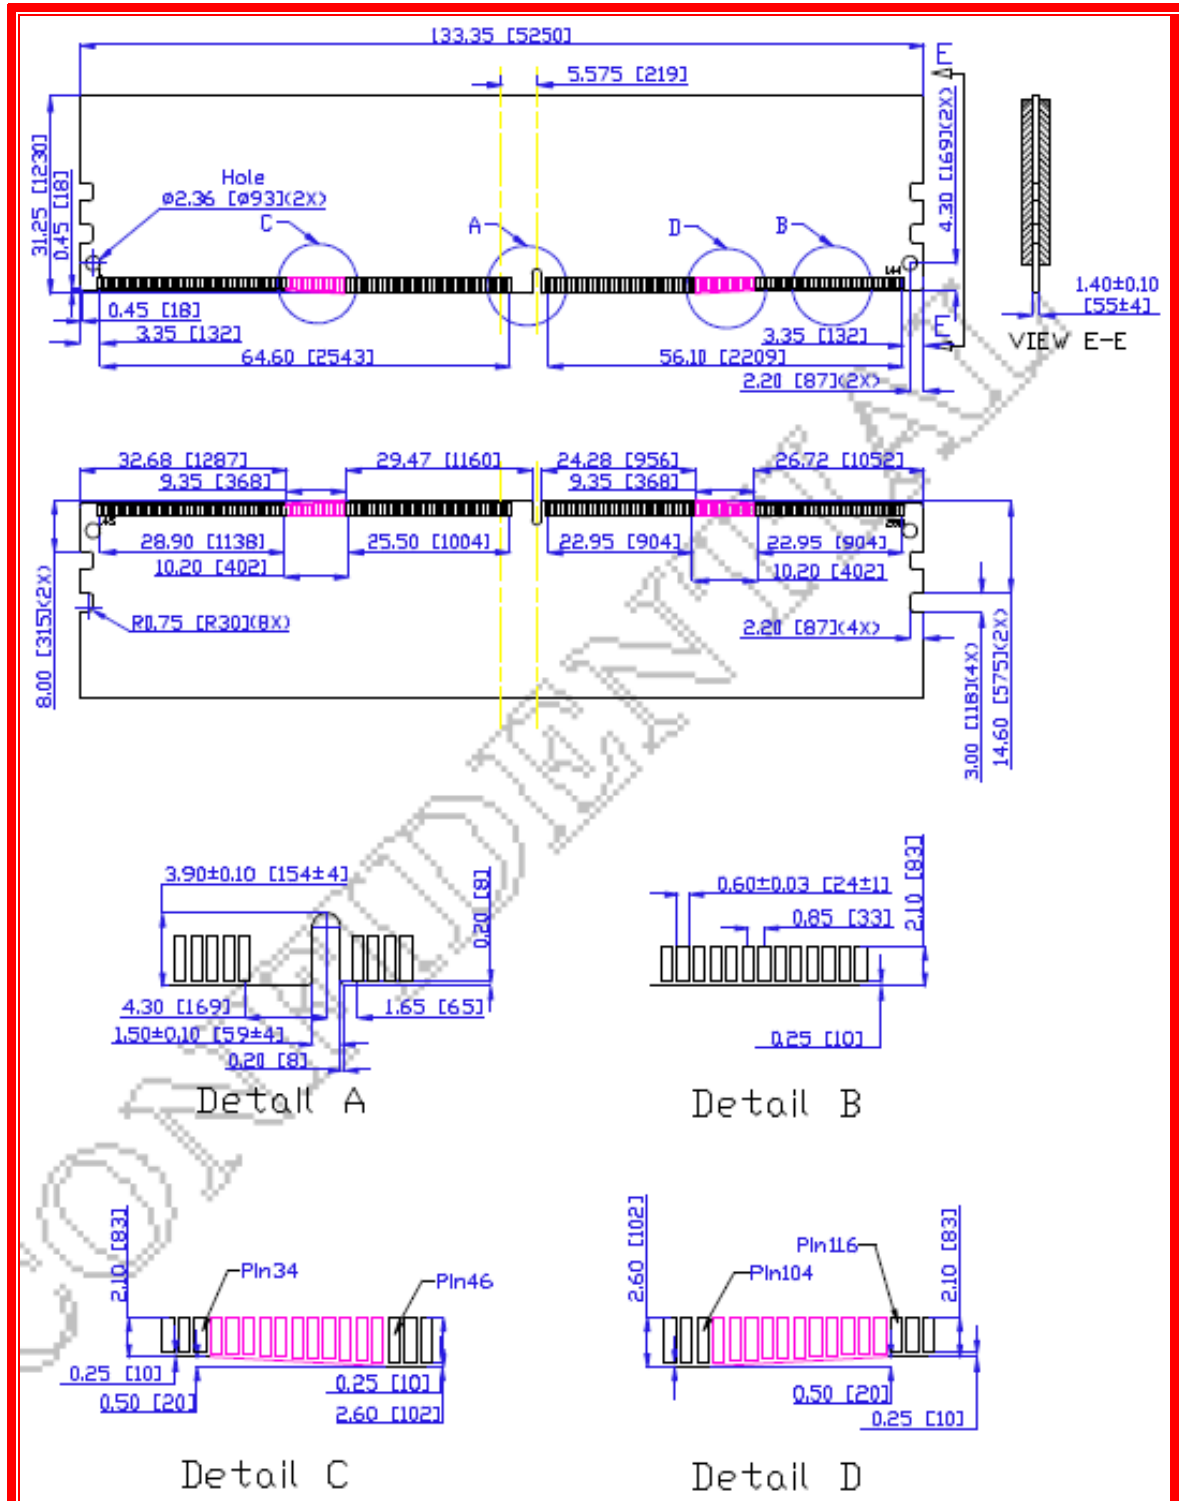 133.35 [5250]
5.575 [219]
E
31.25 [1230]
0.45 [18]
Hole
ø2.36 [ø93](2X)
C
A
D
B
4.30 [169](2X)
144
1.40±0.10
[55±4]
0.45 [18]
3.35 [132]
64.60 [2543]
56.10 [2209]
3.35 [132]
E
2.20 [87](2X)
VIEW E-E
32.68 [1287]
29.47 [1160]
24.28 [956]
26.72 [1052]
9.35 [368]
9.35 [368]
28.90 [1138]
25.50 [1004]
22.95 [904]
22.95 [904]
10.20 [402]
10.20 [402]
8.00 [315](2X)
R0.75 [R30](8X)
2.20 [87](4X)
3.00 [118](4X)
14.60 [575](2X)
3.90±0.10 [154±4]
0.20 [8]
4.30 [169]
1.65 [65]
1.50±0.10 [59±4]
0.20 [8]
Detail A
0.60±0.03 [24±1]
0.85 [33]
2.10 [83]
0.25 [10]
Detail B
2.10 [83]
Pin34
Pin46
0.25 [10]
0.50 [20]
0.25 [10]
2.60 [102]
Detail C
2.60 [102]
Pin104
Pin116
2.10 [83]
0.50 [20]
0.25 [10]
Detail D
CONFIDENTIAL